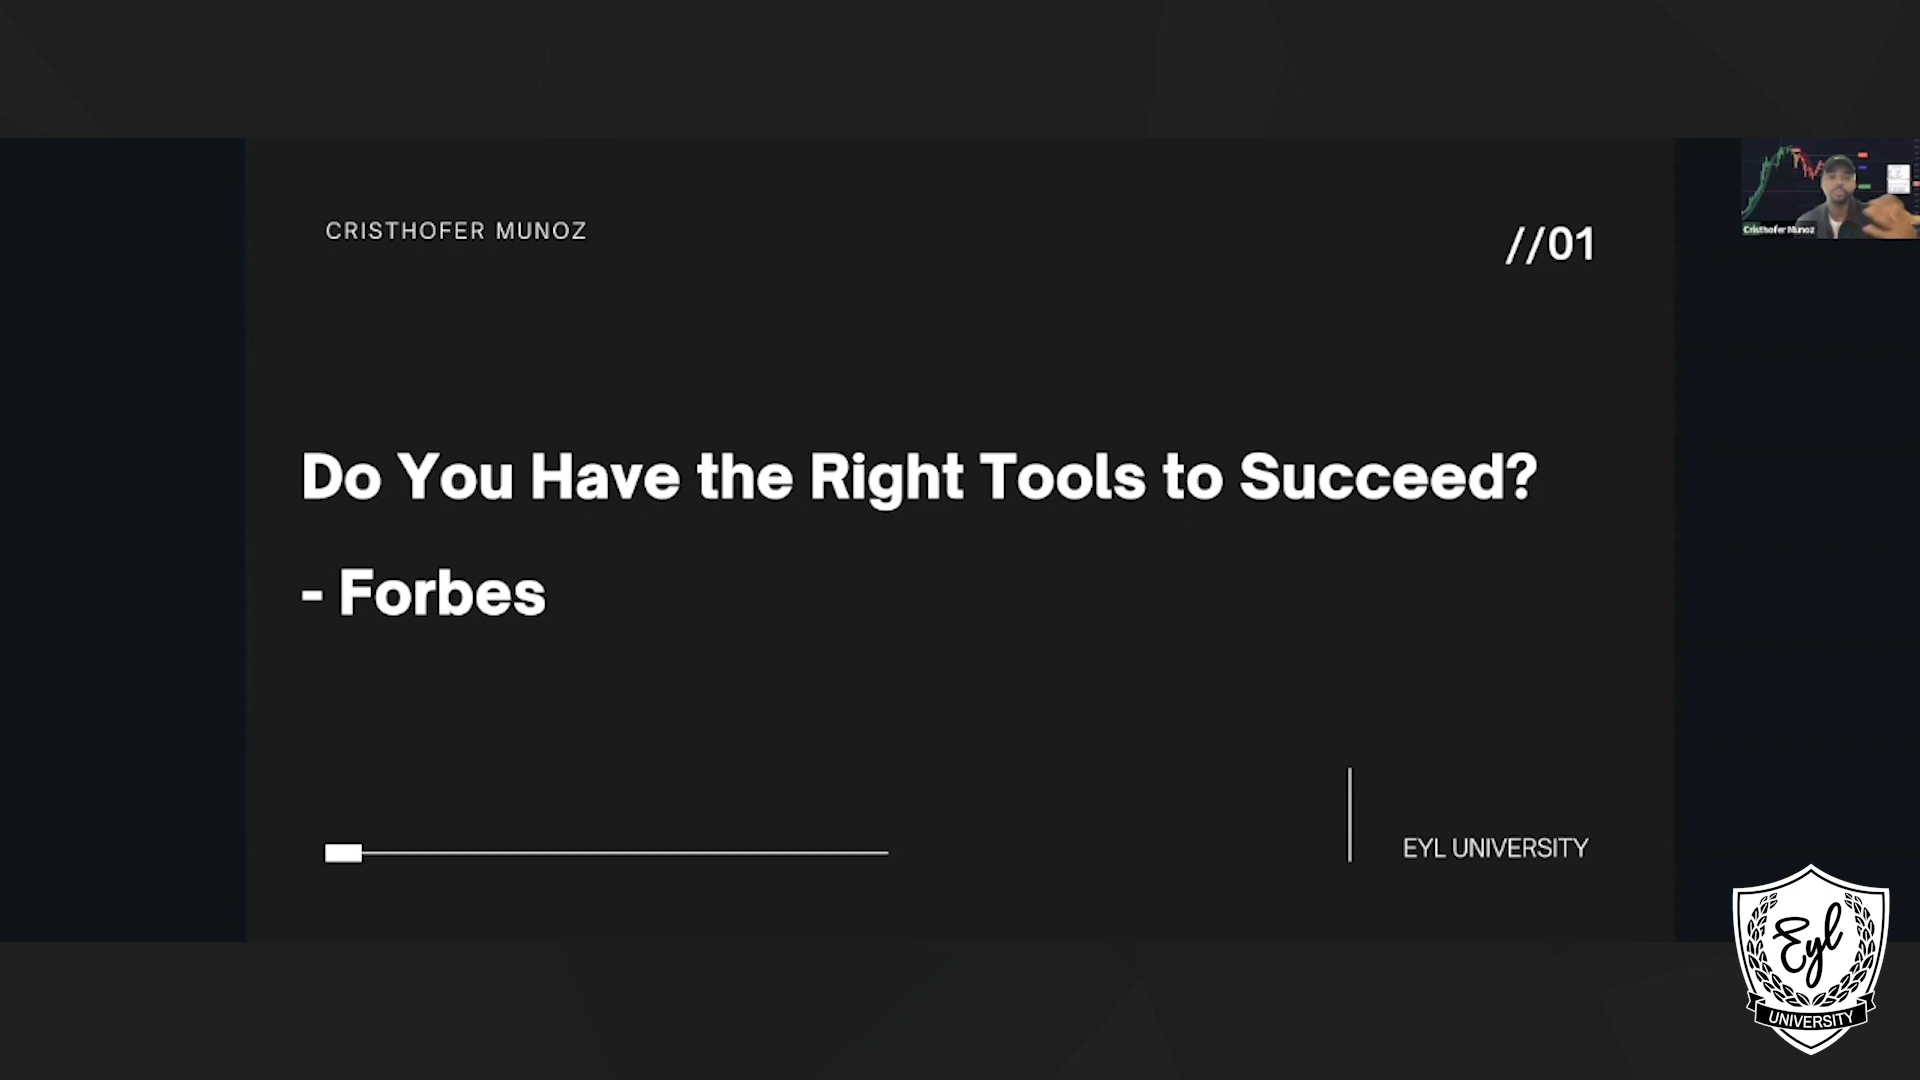 CRISTHOFER MUNOZ
//01
Cristhofer Munoz
Do You Have the Right Tools to Succeed?
- Forbes
EYL UNIVERSITY
Eyl
UNIVERSITY